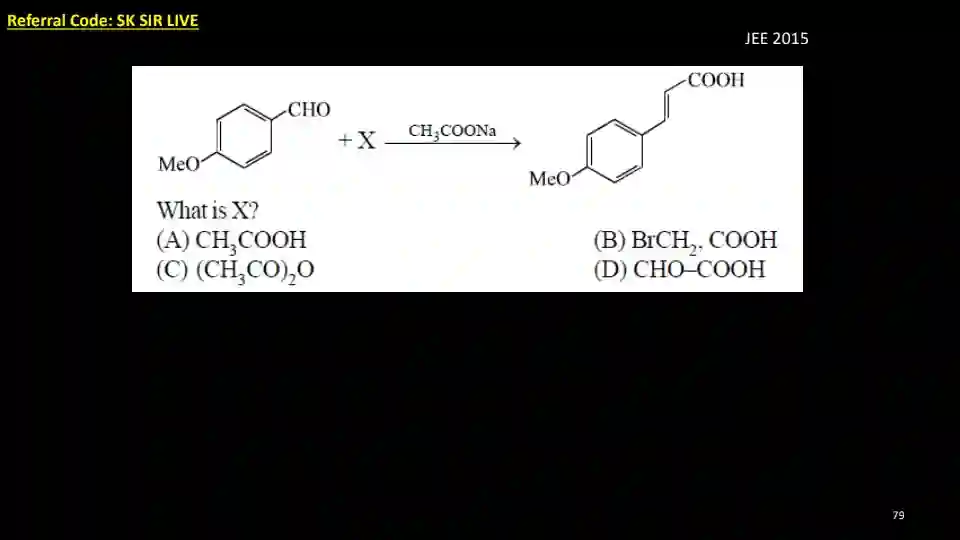 Referral Code: SK SIR LIVE
JEE 2015
CHO
+ X
CH₃COONa
COOH
MeO
MeO
What is X?
(A) CH₃COOH
(B) BrCH₂, COOH
(C) (CH₃CO)₂O
(D) CHO–COOH
79